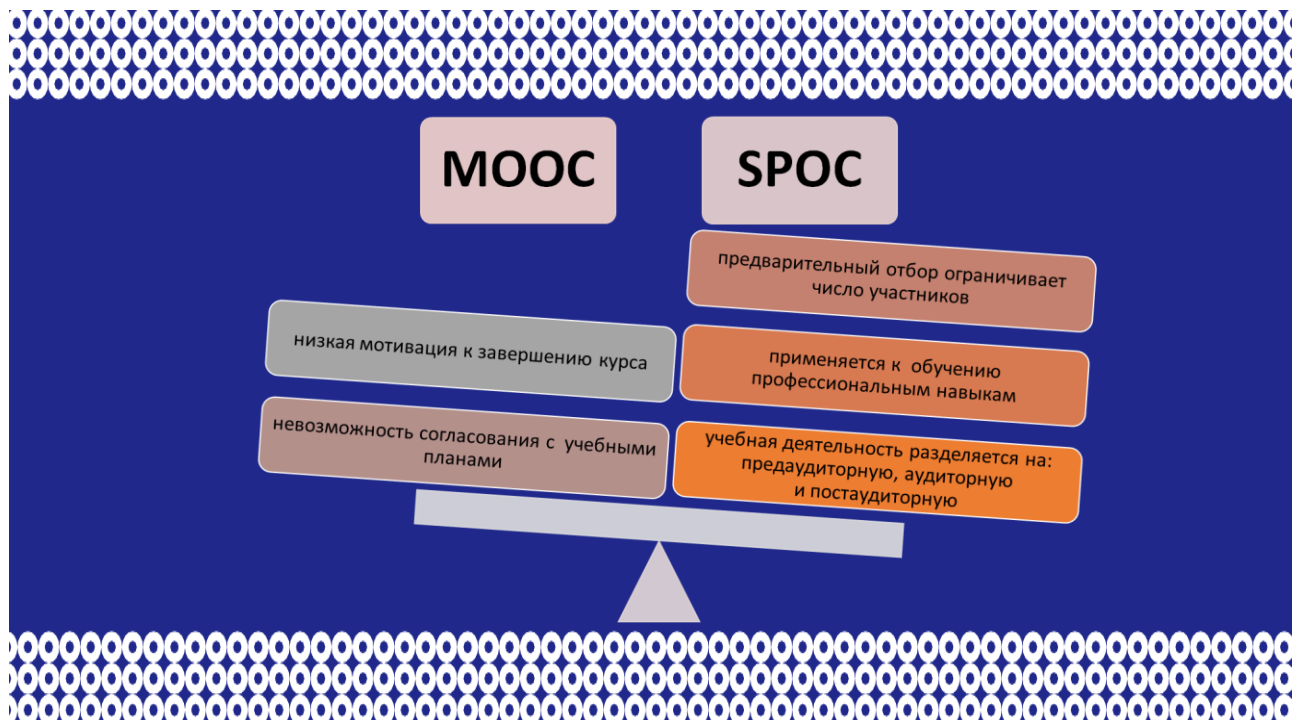 MOOC
SPOC
предварительный отбор ограничивает
число участников
низкая мотивация к завершению курса
применяется к обучению
профессиональным навыкам
невозможность согласования с учебными
планами
учебная деятельность разделяется на:
предаудиторную, аудиторную
и постаудиторную